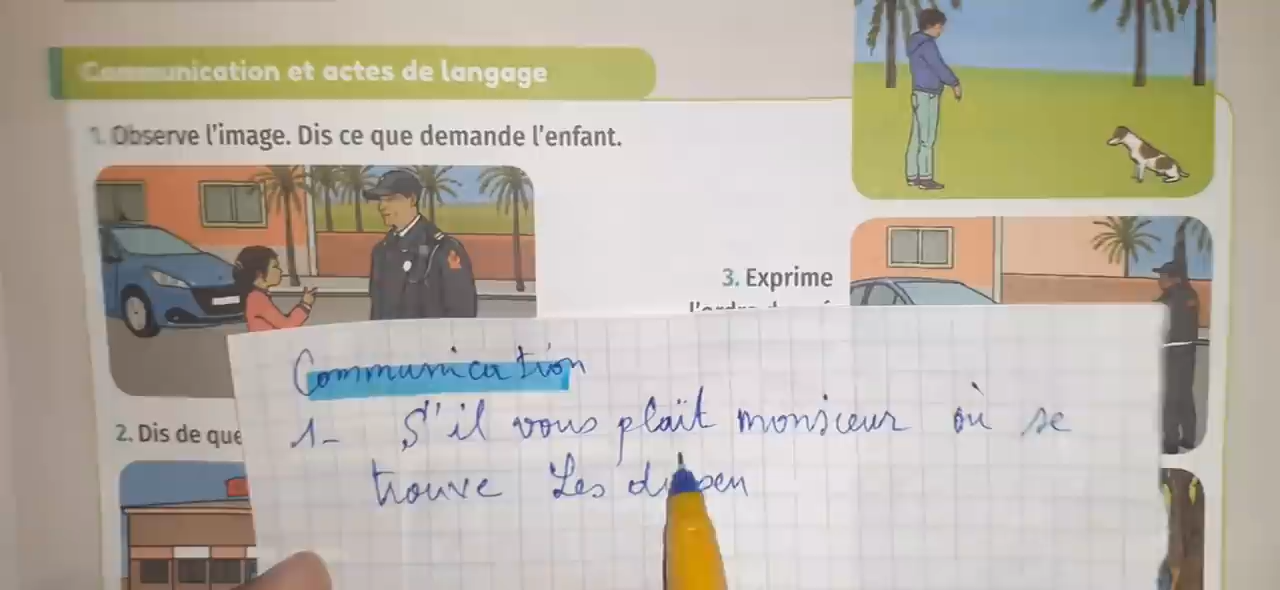 Communication et actes de langage
1. Observe l'image. Dis ce que demande l'enfant.
3. Exprime
2. Dis de que
Communication
1- S'il vous plaït monsieur où se
trouve Les